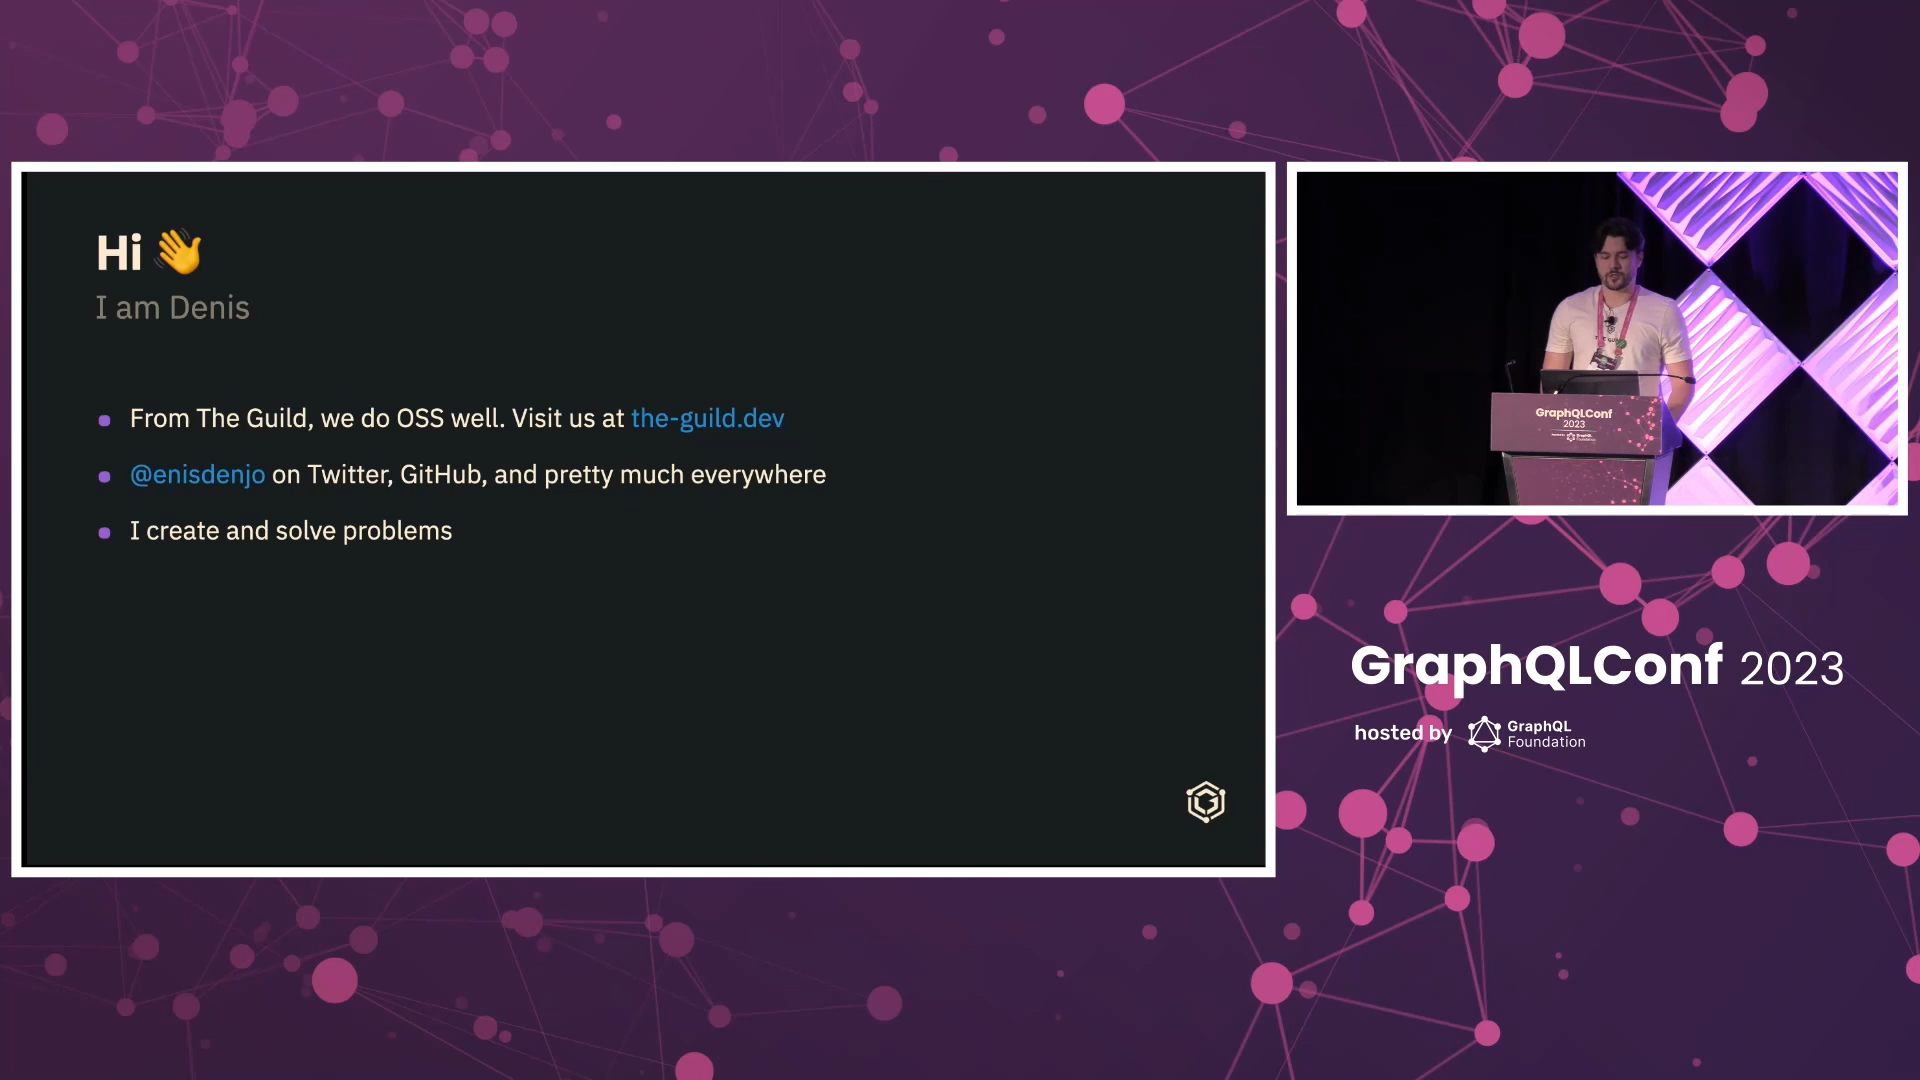 Hi 👋
I am Denis
From The Guild, we do OSS well. Visit us at the-guild.dev
@enisdenjo on Twitter, GitHub, and pretty much everywhere
I create and solve problems
GraphQLConf
2023
GraphQLConf 2023
hosted by GraphQL Foundation